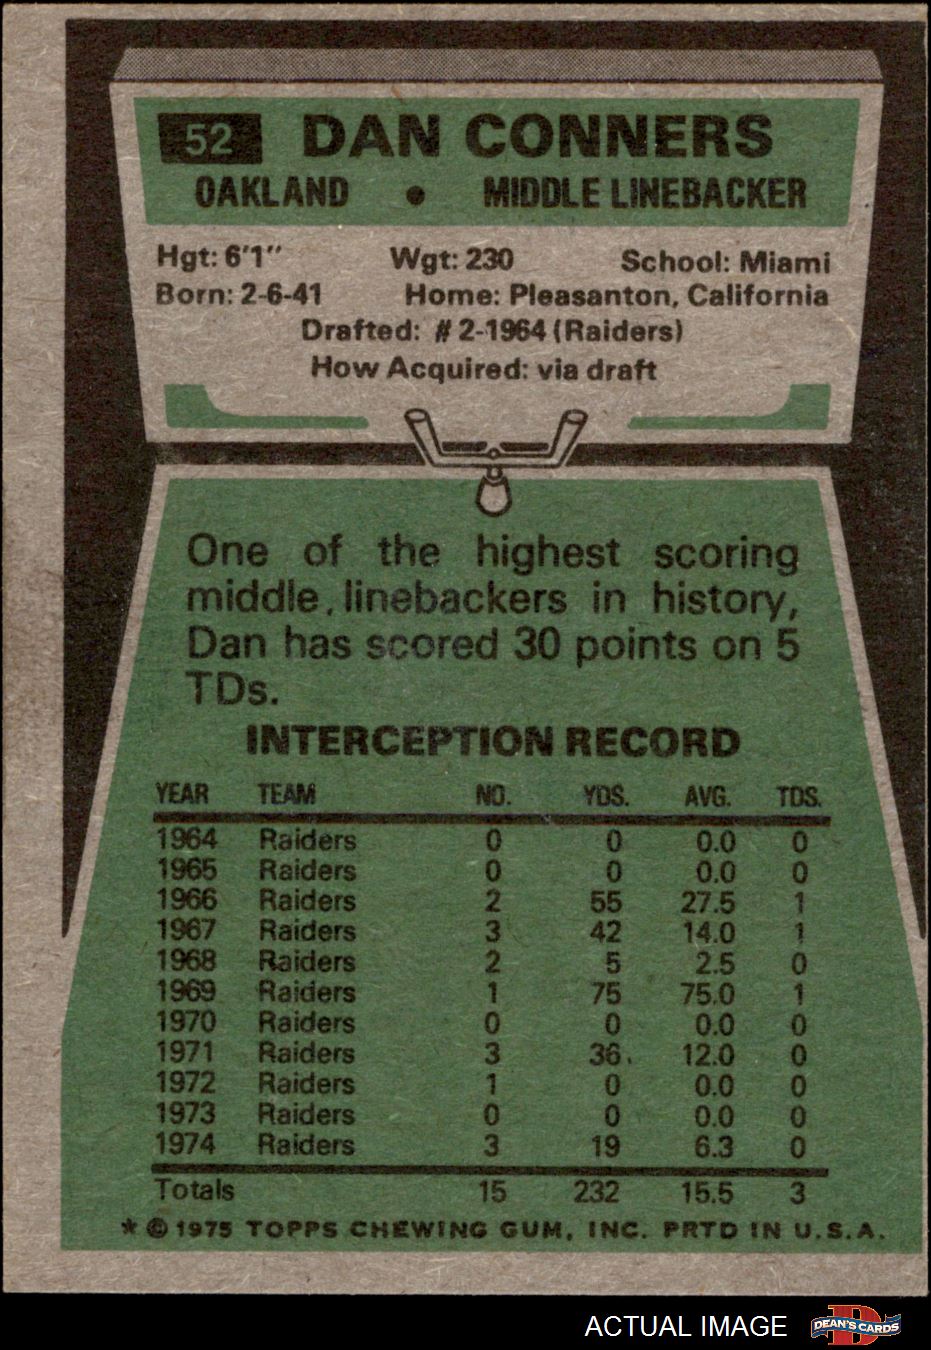 52 DAN CONNERS
OAKLAND • MIDDLE LINEBACKER
Hgt: 6'1" Wgt: 230 School: Miami
Born: 2-6-41 Home: Pleasanton, California
Drafted: # 2-1964 (Raiders)
How Acquired: via draft
One of the highest scoring
middle linebackers in history,
Dan has scored 30 points on 5
TDs.
INTERCEPTION RECORD
YEAR TEAM NO. YDS. AVG. TDS.
1964 Raiders 0 0 0.0 0
1965 Raiders 0 0 0.0 0
1966 Raiders 2 55 27.5 1
1967 Raiders 3 42 14.0 1
1968 Raiders 2 5 2.5 0
1969 Raiders 1 75 75.0 1
1970 Raiders 0 0 0.0 0
1971 Raiders 3 36 12.0 0
1972 Raiders 1 0 0.0 0
1973 Raiders 0 0 0.0 0
1974 Raiders 3 19 6.3 0
Totals 15 232 15.5 3
* © 1975 TOPPS CHEWING GUM, INC. PRTD IN U.S.A.
ACTUAL IMAGE D DEAN'S CARDS